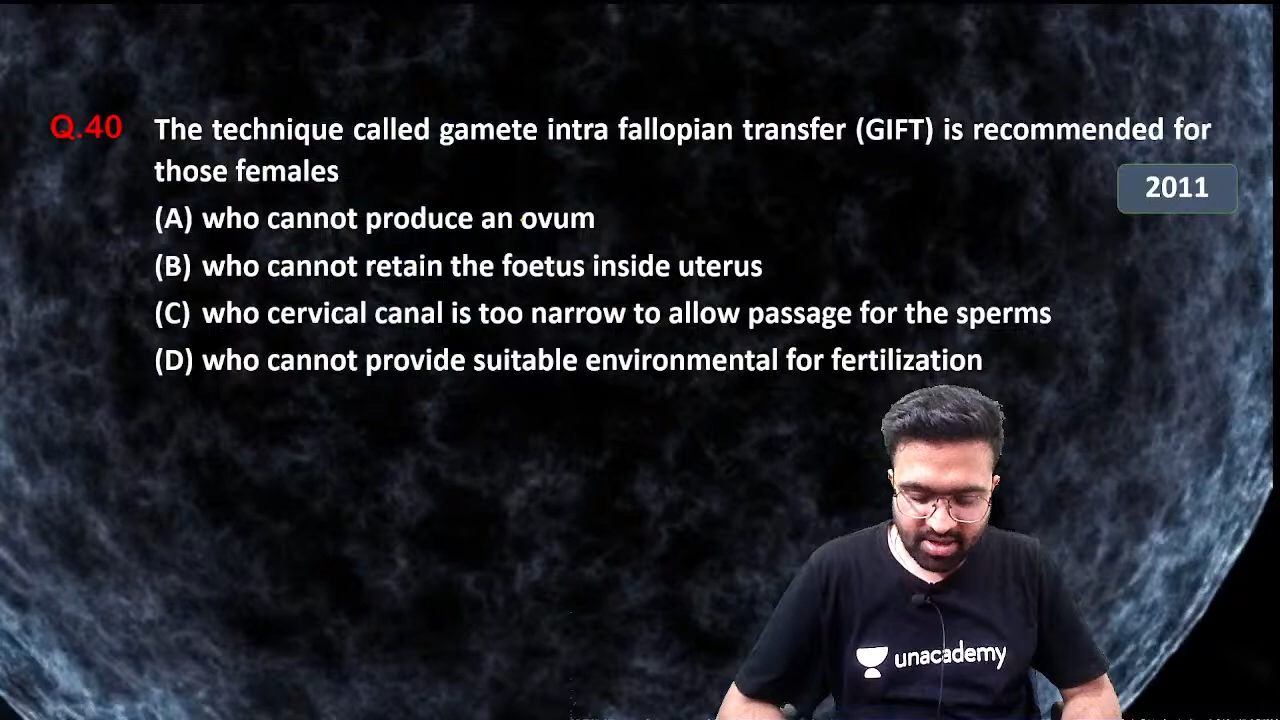 Q.40 The technique called gamete intra fallopian transfer (GIFT) is recommended for
those females
2011
(A) who cannot produce an ovum
(B) who cannot retain the foetus inside uterus
(C) who cervical canal is too narrow to allow passage for the sperms
(D) who cannot provide suitable environmental for fertilization
unacademy